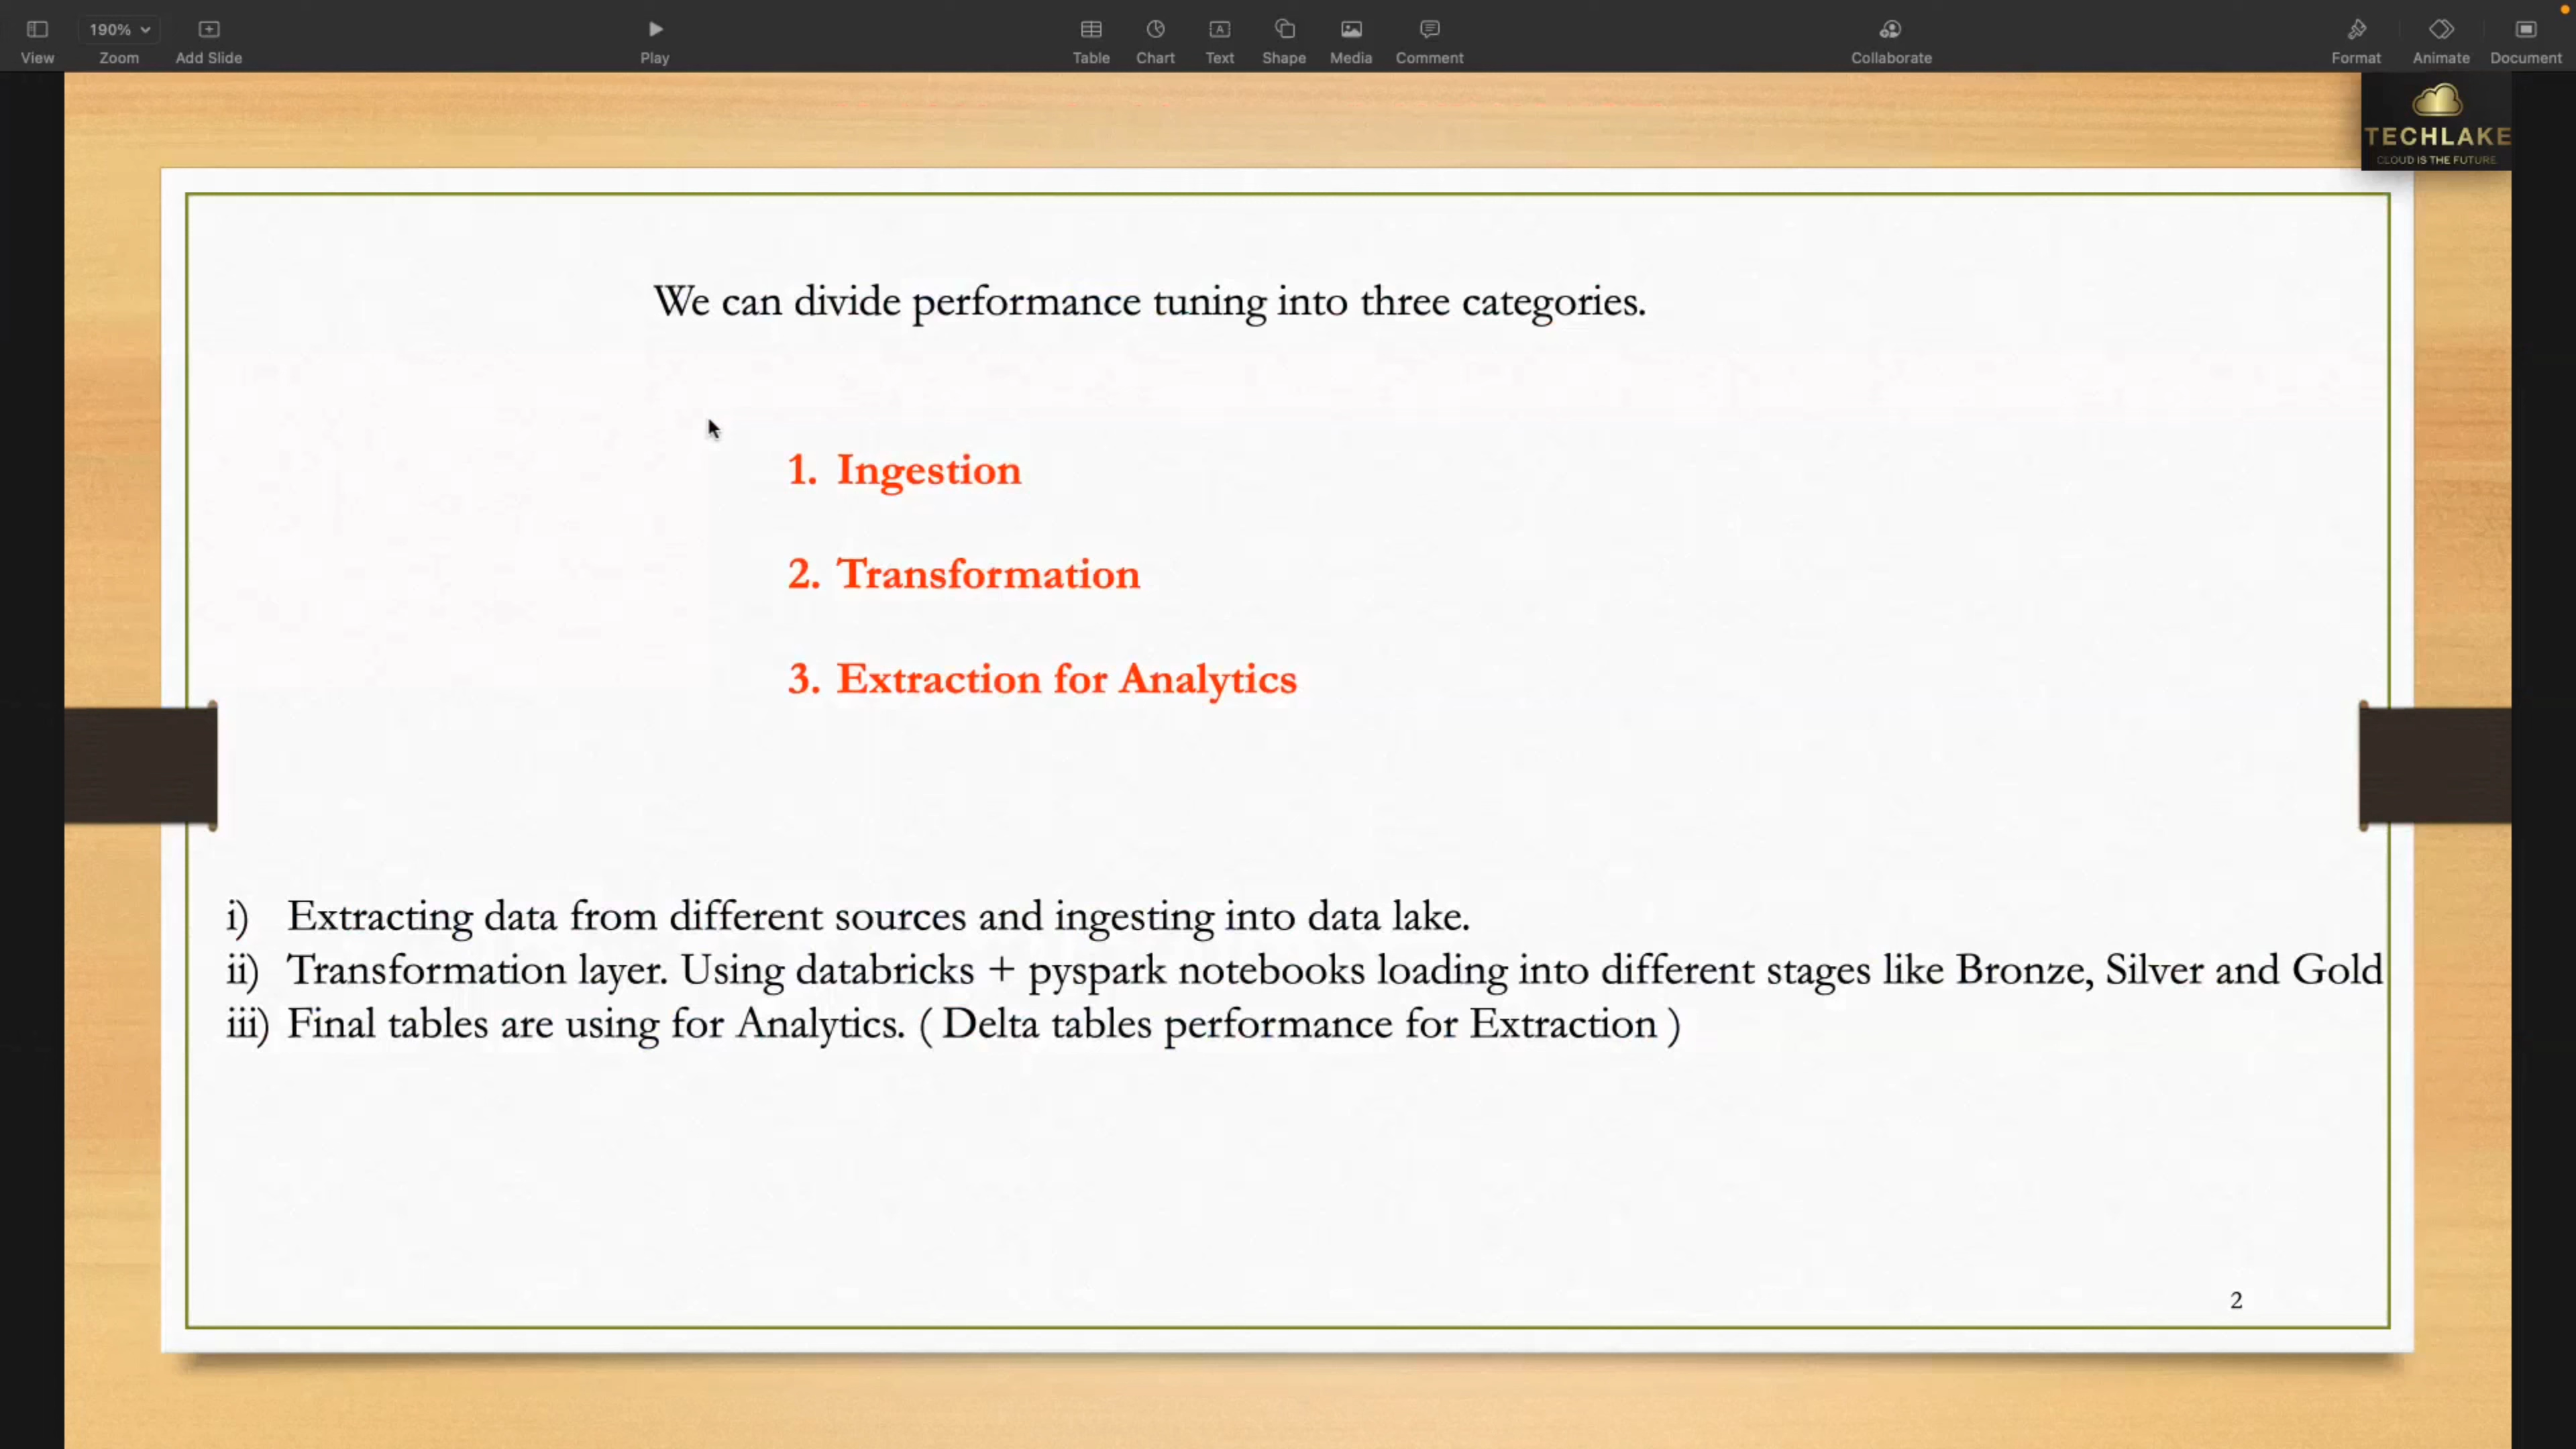 190%
View
Zoom
Add Slide
Play
Table
Chart
Text
Shape
Media
Comment
Collaborate
Format
Animate
Document
TECHLAKE
CLOUD IS THE FUTURE
We can divide performance tuning into three categories.
1. Ingestion
2. Transformation
3. Extraction for Analytics
i) Extracting data from different sources and ingesting into data lake.
ii) Transformation layer. Using databricks + pyspark notebooks loading into different stages like Bronze, Silver and Gold
iii) Final tables are using for Analytics. ( Delta tables performance for Extraction )
2